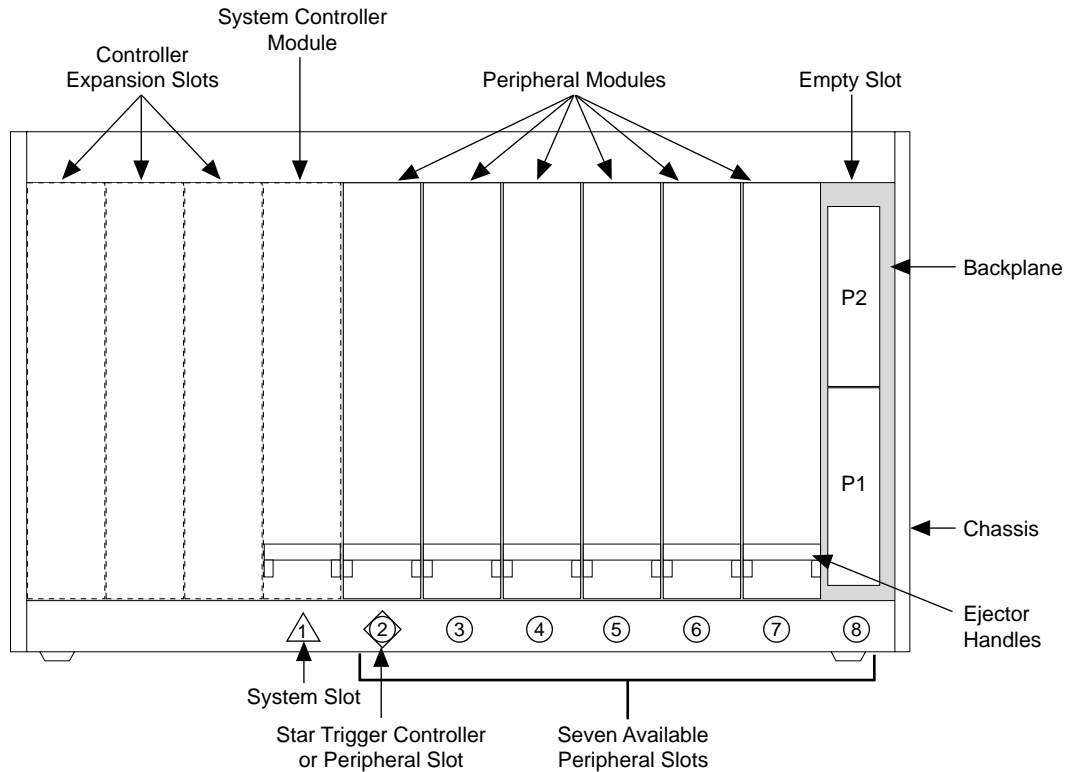 System Controller
Module
Controller
Expansion Slots
Peripheral Modules
Empty Slot
Backplane
P2
P1
Chassis
Ejector
Handles
1
2
3
4
5
6
7
8
System Slot
Star Trigger Controller
or Peripheral Slot
Seven Available
Peripheral Slots